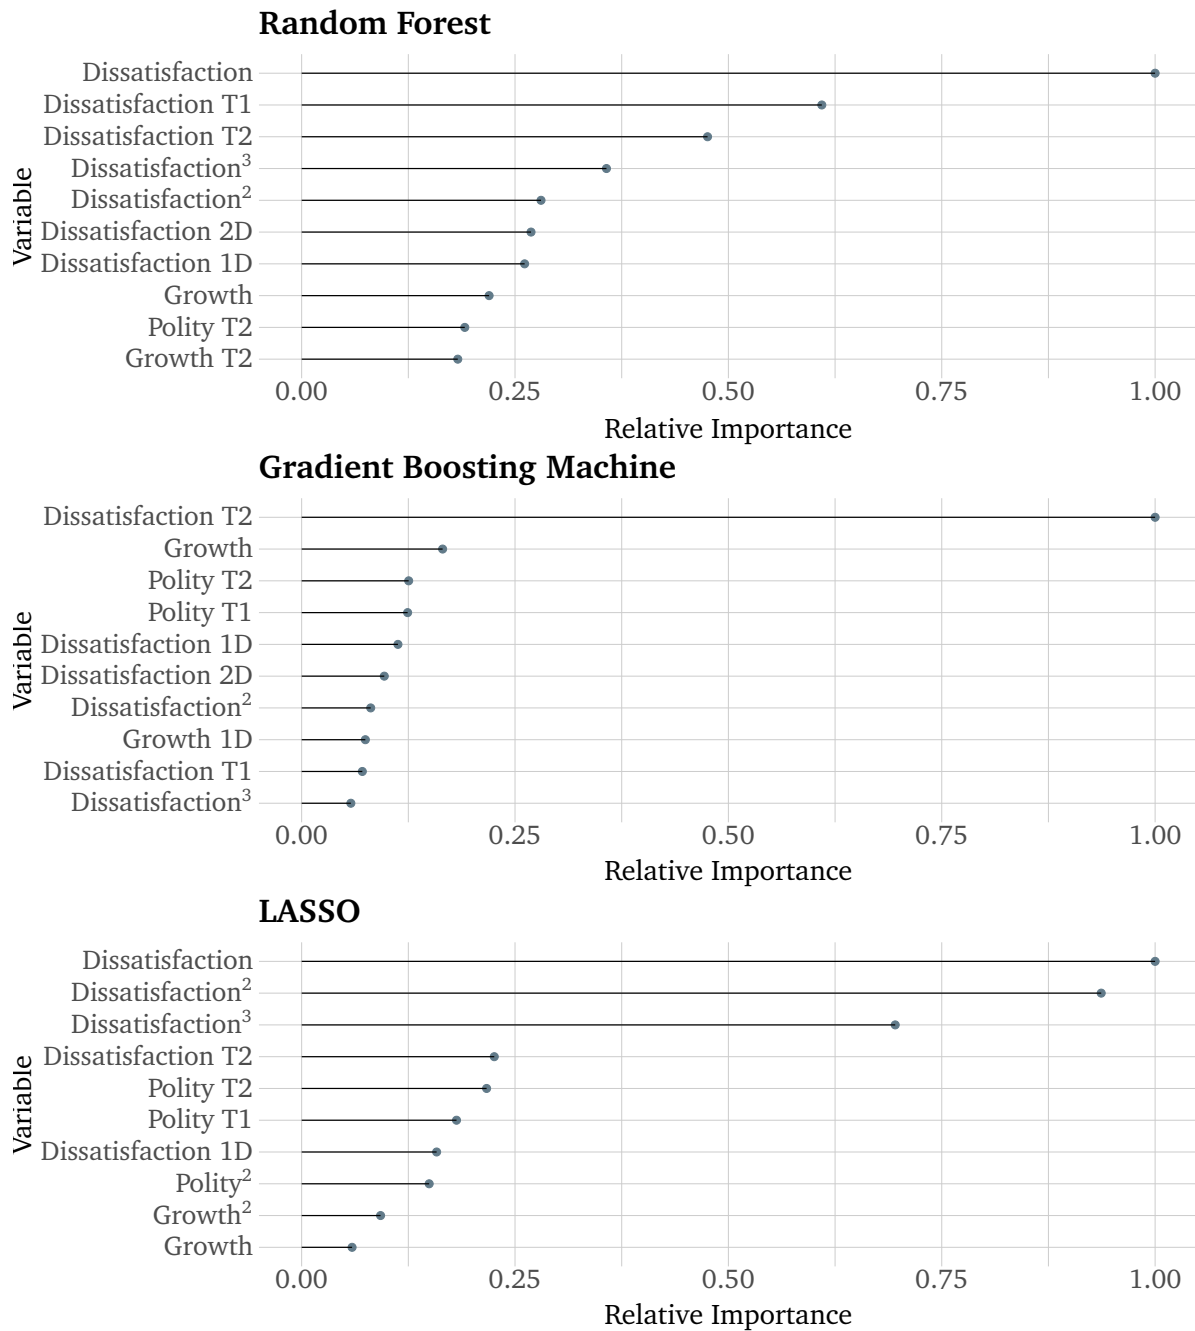 Random Forest
Variable
Dissatisfaction
Dissatisfaction T1
Dissatisfaction T2
Dissatisfaction³
Dissatisfaction²
Dissatisfaction 2D
Dissatisfaction 1D
Growth
Polity T2
Growth T2
0.00 0.25 0.50 0.75 1.00
Relative Importance
Gradient Boosting Machine
Variable
Dissatisfaction T2
Growth
Polity T2
Polity T1
Dissatisfaction 1D
Dissatisfaction 2D
Dissatisfaction²
Growth 1D
Dissatisfaction T1
Dissatisfaction³
0.00 0.25 0.50 0.75 1.00
Relative Importance
LASSO
Variable
Dissatisfaction
Dissatisfaction²
Dissatisfaction³
Dissatisfaction T2
Polity T2
Polity T1
Dissatisfaction 1D
Polity²
Growth²
Growth
0.00 0.25 0.50 0.75 1.00
Relative Importance